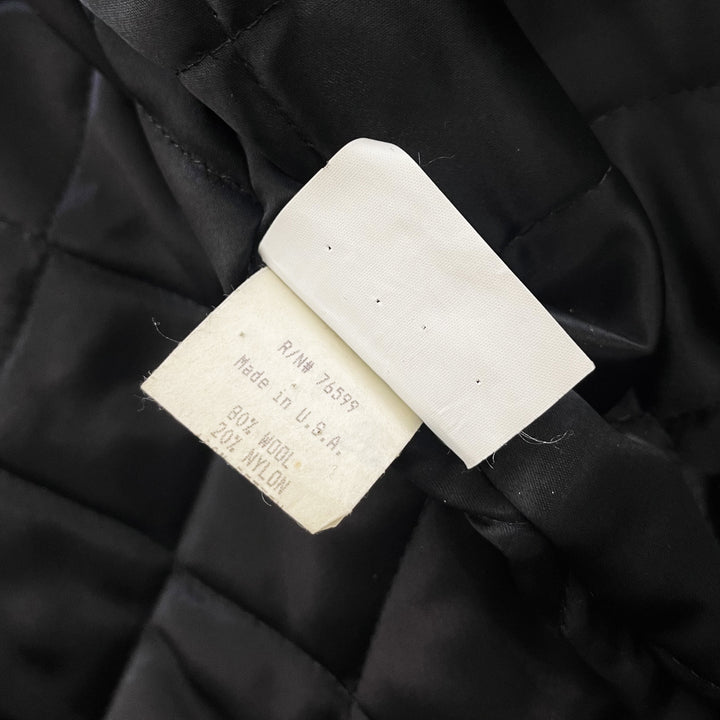 R/N# 76599
Made in U.S.A.
80% WOOL
20% NYLON